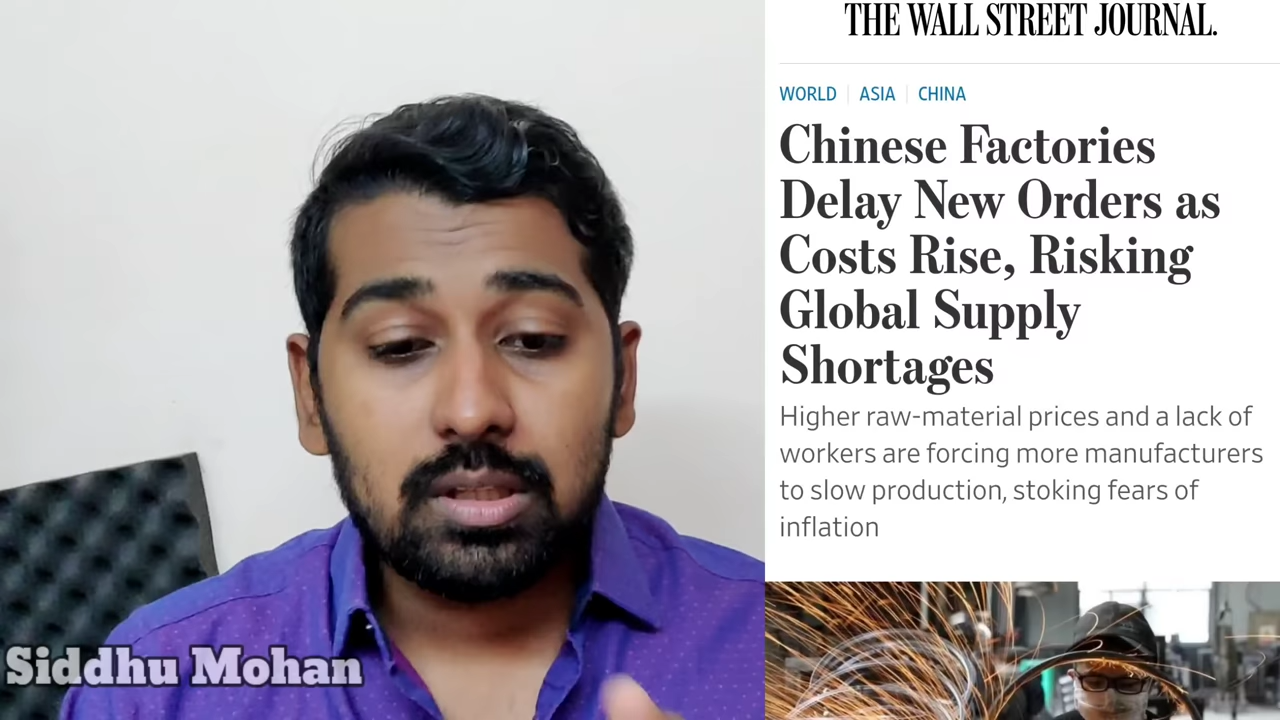 THE WALL STREET JOURNAL.
WORLD | ASIA | CHINA
Chinese Factories
Delay New Orders as
Costs Rise, Risking
Global Supply
Shortages
Higher raw-material prices and a lack of
workers are forcing more manufacturers
to slow production, stoking fears of
inflation
Siddhu Mohan